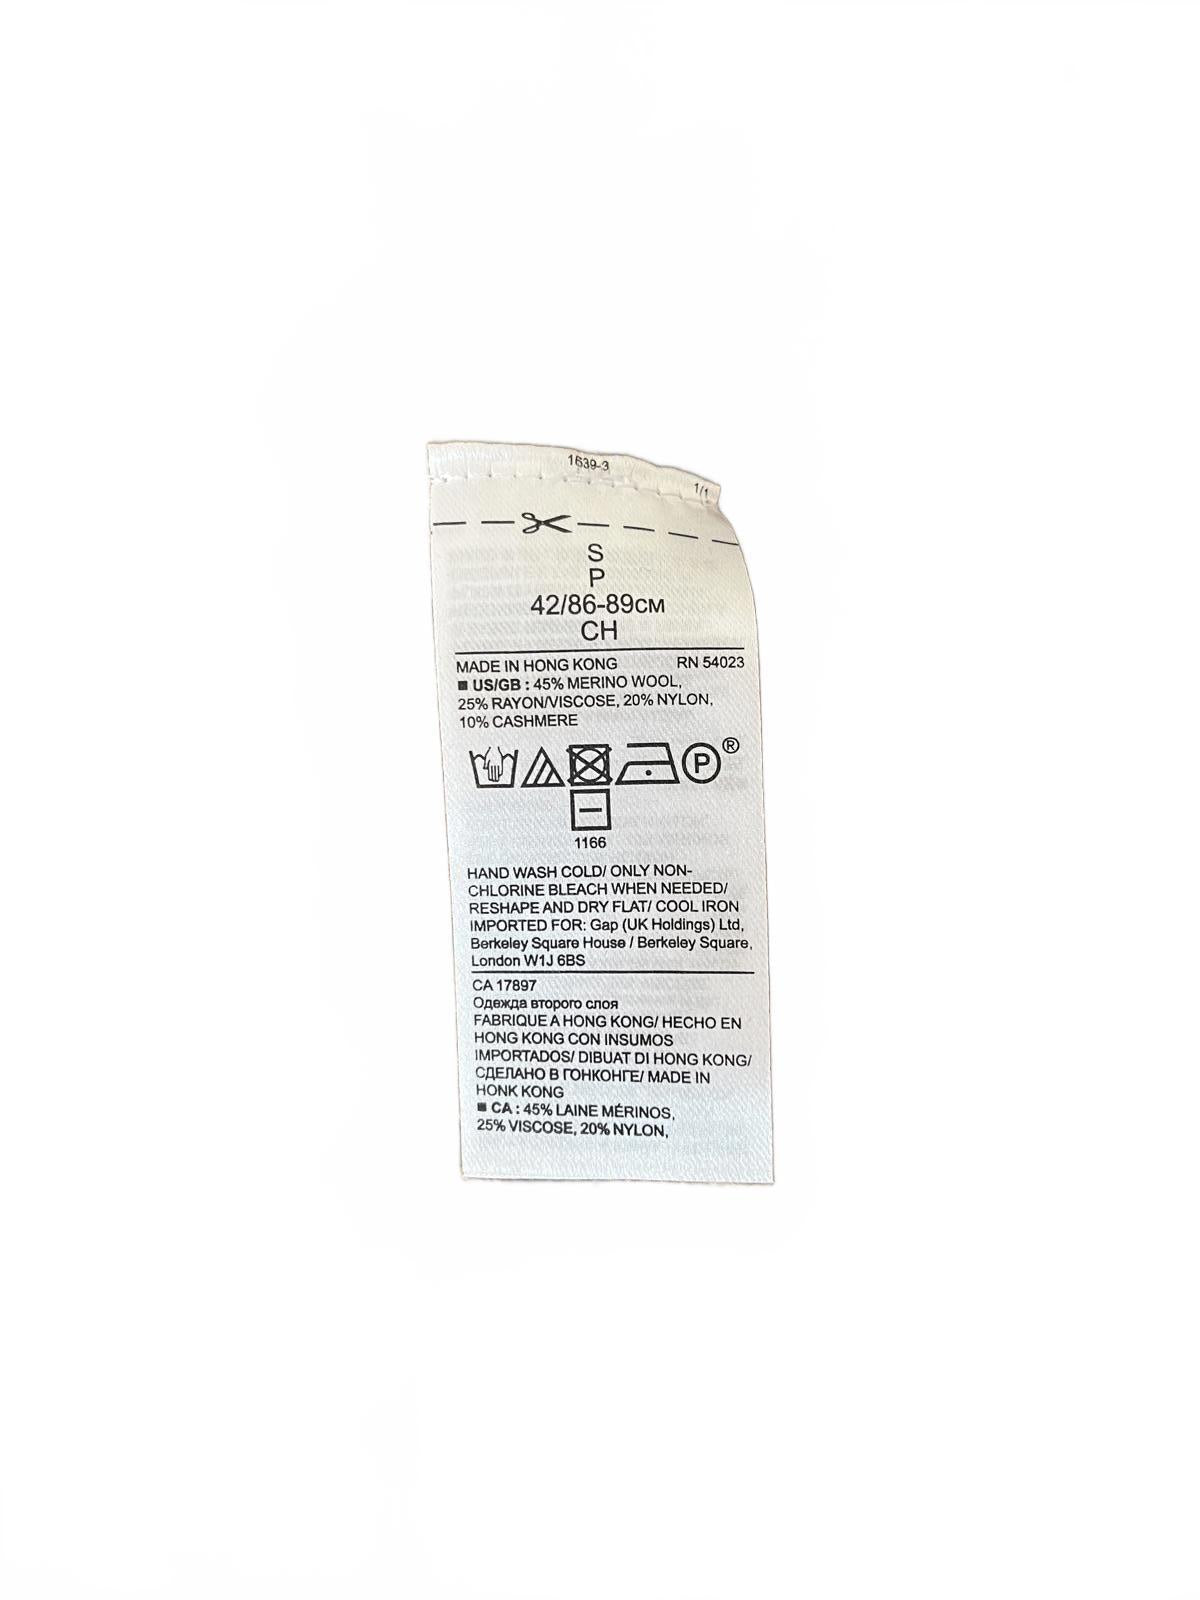 1639-3
1/1
S
P
42/86-89см
CH
MADE IN HONG KONG RN 54023
■ US/GB : 45% MERINO WOOL,
25% RAYON/VISCOSE, 20% NYLON,
10% CASHMERE
P ®
1166
HAND WASH COLD/ ONLY NON-
CHLORINE BLEACH WHEN NEEDED/
RESHAPE AND DRY FLAT/ COOL IRON
IMPORTED FOR: Gap (UK Holdings) Ltd,
Berkeley Square House / Berkeley Square,
London W1J 6BS
CA 17897
Одежда второго слоя
FABRIQUE A HONG KONG/ HECHO EN
HONG KONG CON INSUMOS
IMPORTADOS/ DIBUAT DI HONG KONG/
СДЕЛАНО В ГОНКОНГЕ/ MADE IN
HONK KONG
■ CA : 45% LAINE MÉRINOS,
25% VISCOSE, 20% NYLON,